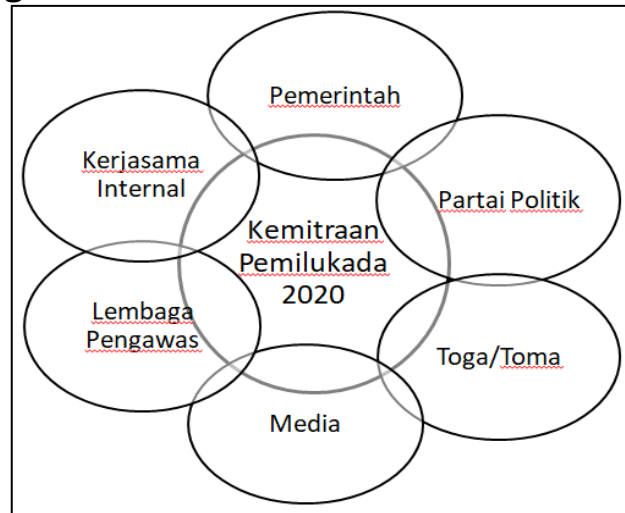 Pemerintah
Kerjasama
Internal
Partai Politik
Kemitraan
Pemilukada
2020
Lembaga
Pengawas
Toga/Toma
Media